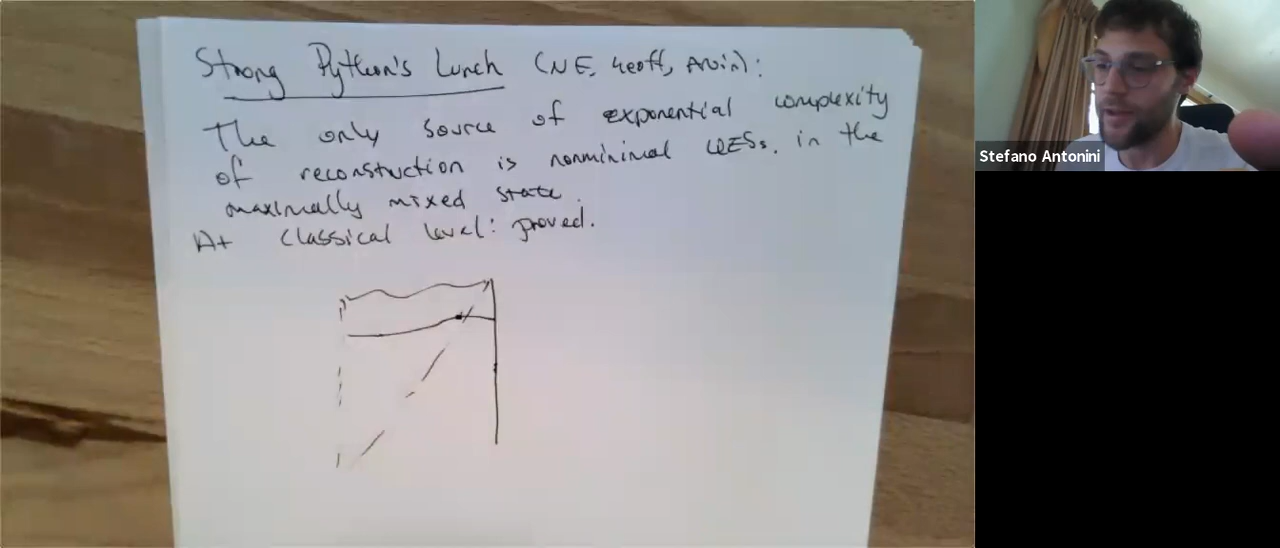 Strong Python's Lunch (NE, Geoff, Arvin):
The only source of exponential complexity
of reconstruction is nonminimal QESs. in the
maximally mixed state.
At classical level: proved.
Stefano Antonini